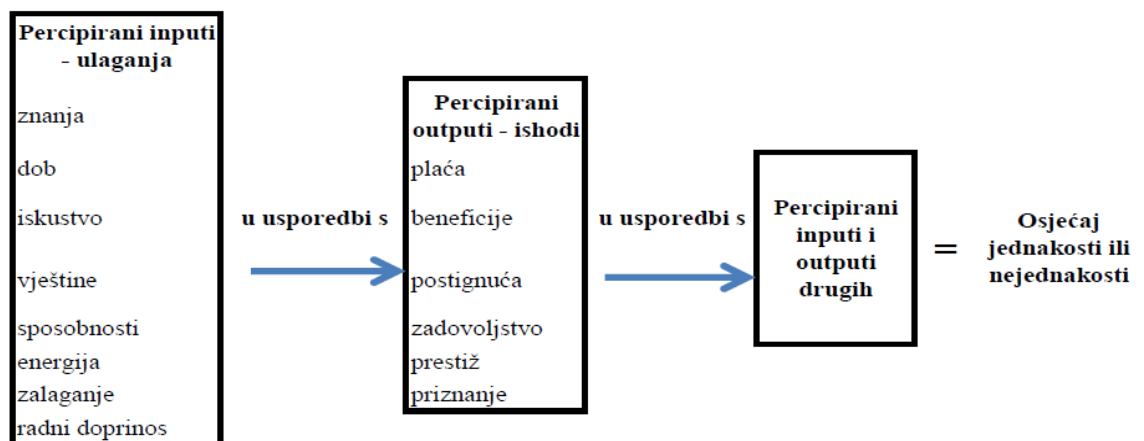 Percipirani inputi
- ulaganja
znanja
dob
iskustvo
vještine
sposobnosti
energija
zalaganje
radni doprinos
u usporedbi s
Percipirani
outputi - ishodi
plaća
beneficije
postignuća
zadovoljstvo
prestiž
priznanje
u usporedbi s
Percipirani
inputi i
outputi
drugih
=
Osjećaj
jednakosti ili
nejednakosti